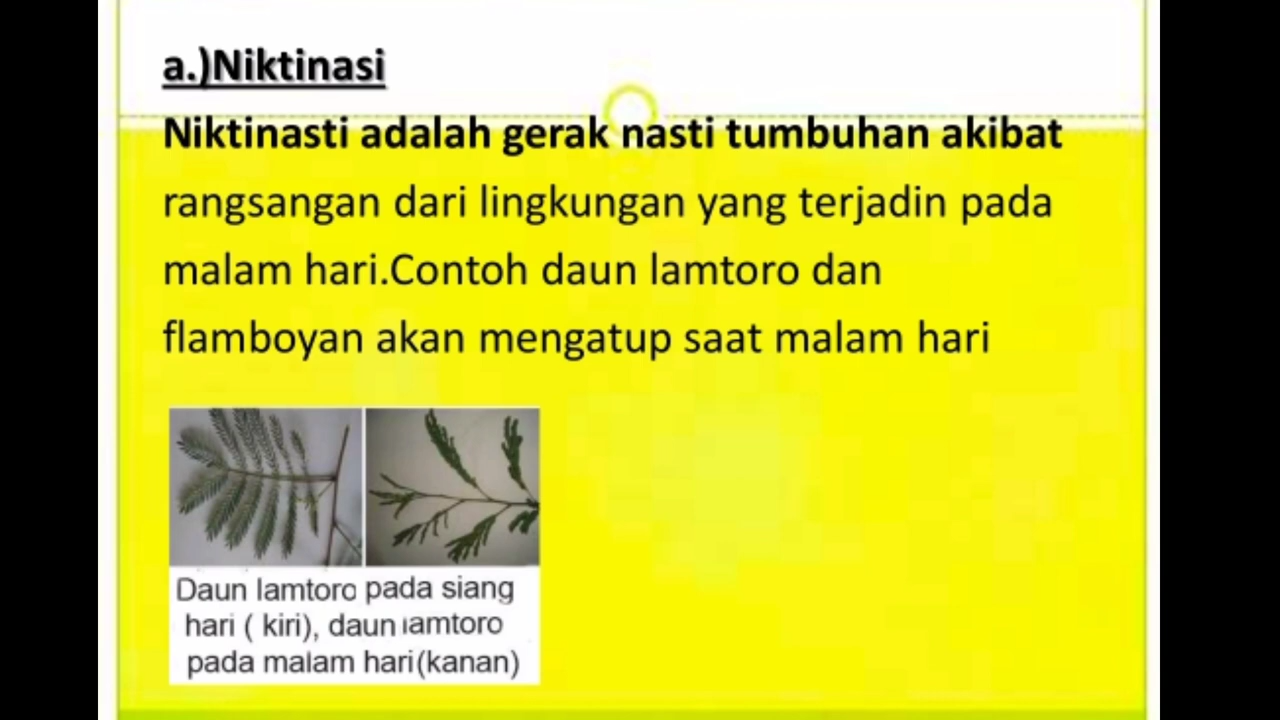 a.)Niktinasi
Niktinasti adalah gerak nasti tumbuhan akibat
rangsangan dari lingkungan yang terjadin pada
malam hari.Contoh daun lamtoro dan
flamboyan akan mengatup saat malam hari
Daun lamtoro pada siang
hari ( kiri), daun lamtoro
pada malam hari (kanan)